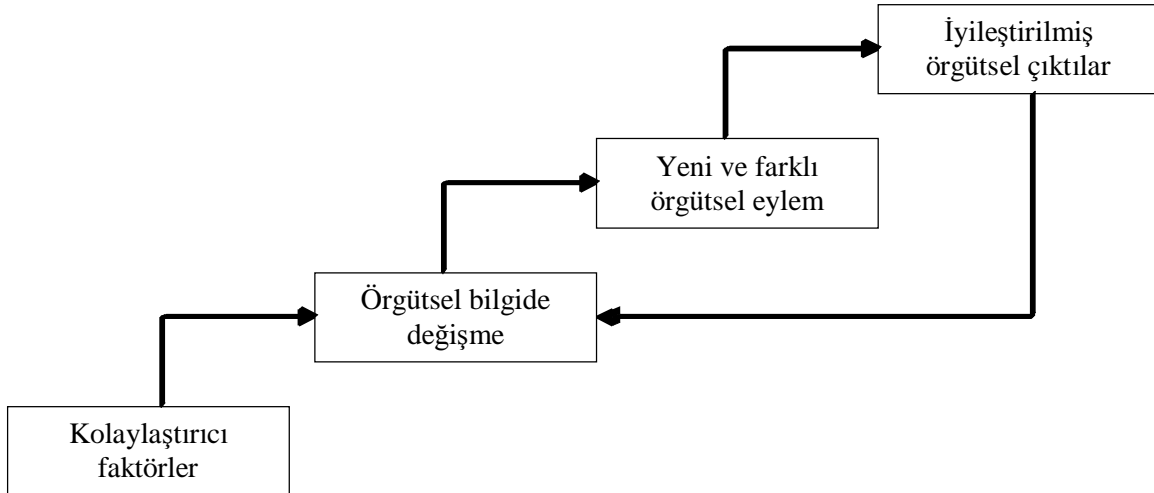 İyileştirilmiş
örgütsel çıktılar
Yeni ve farklı
örgütsel eylem
Örgütsel bilgide
değişme
Kolaylaştırıcı
faktörler